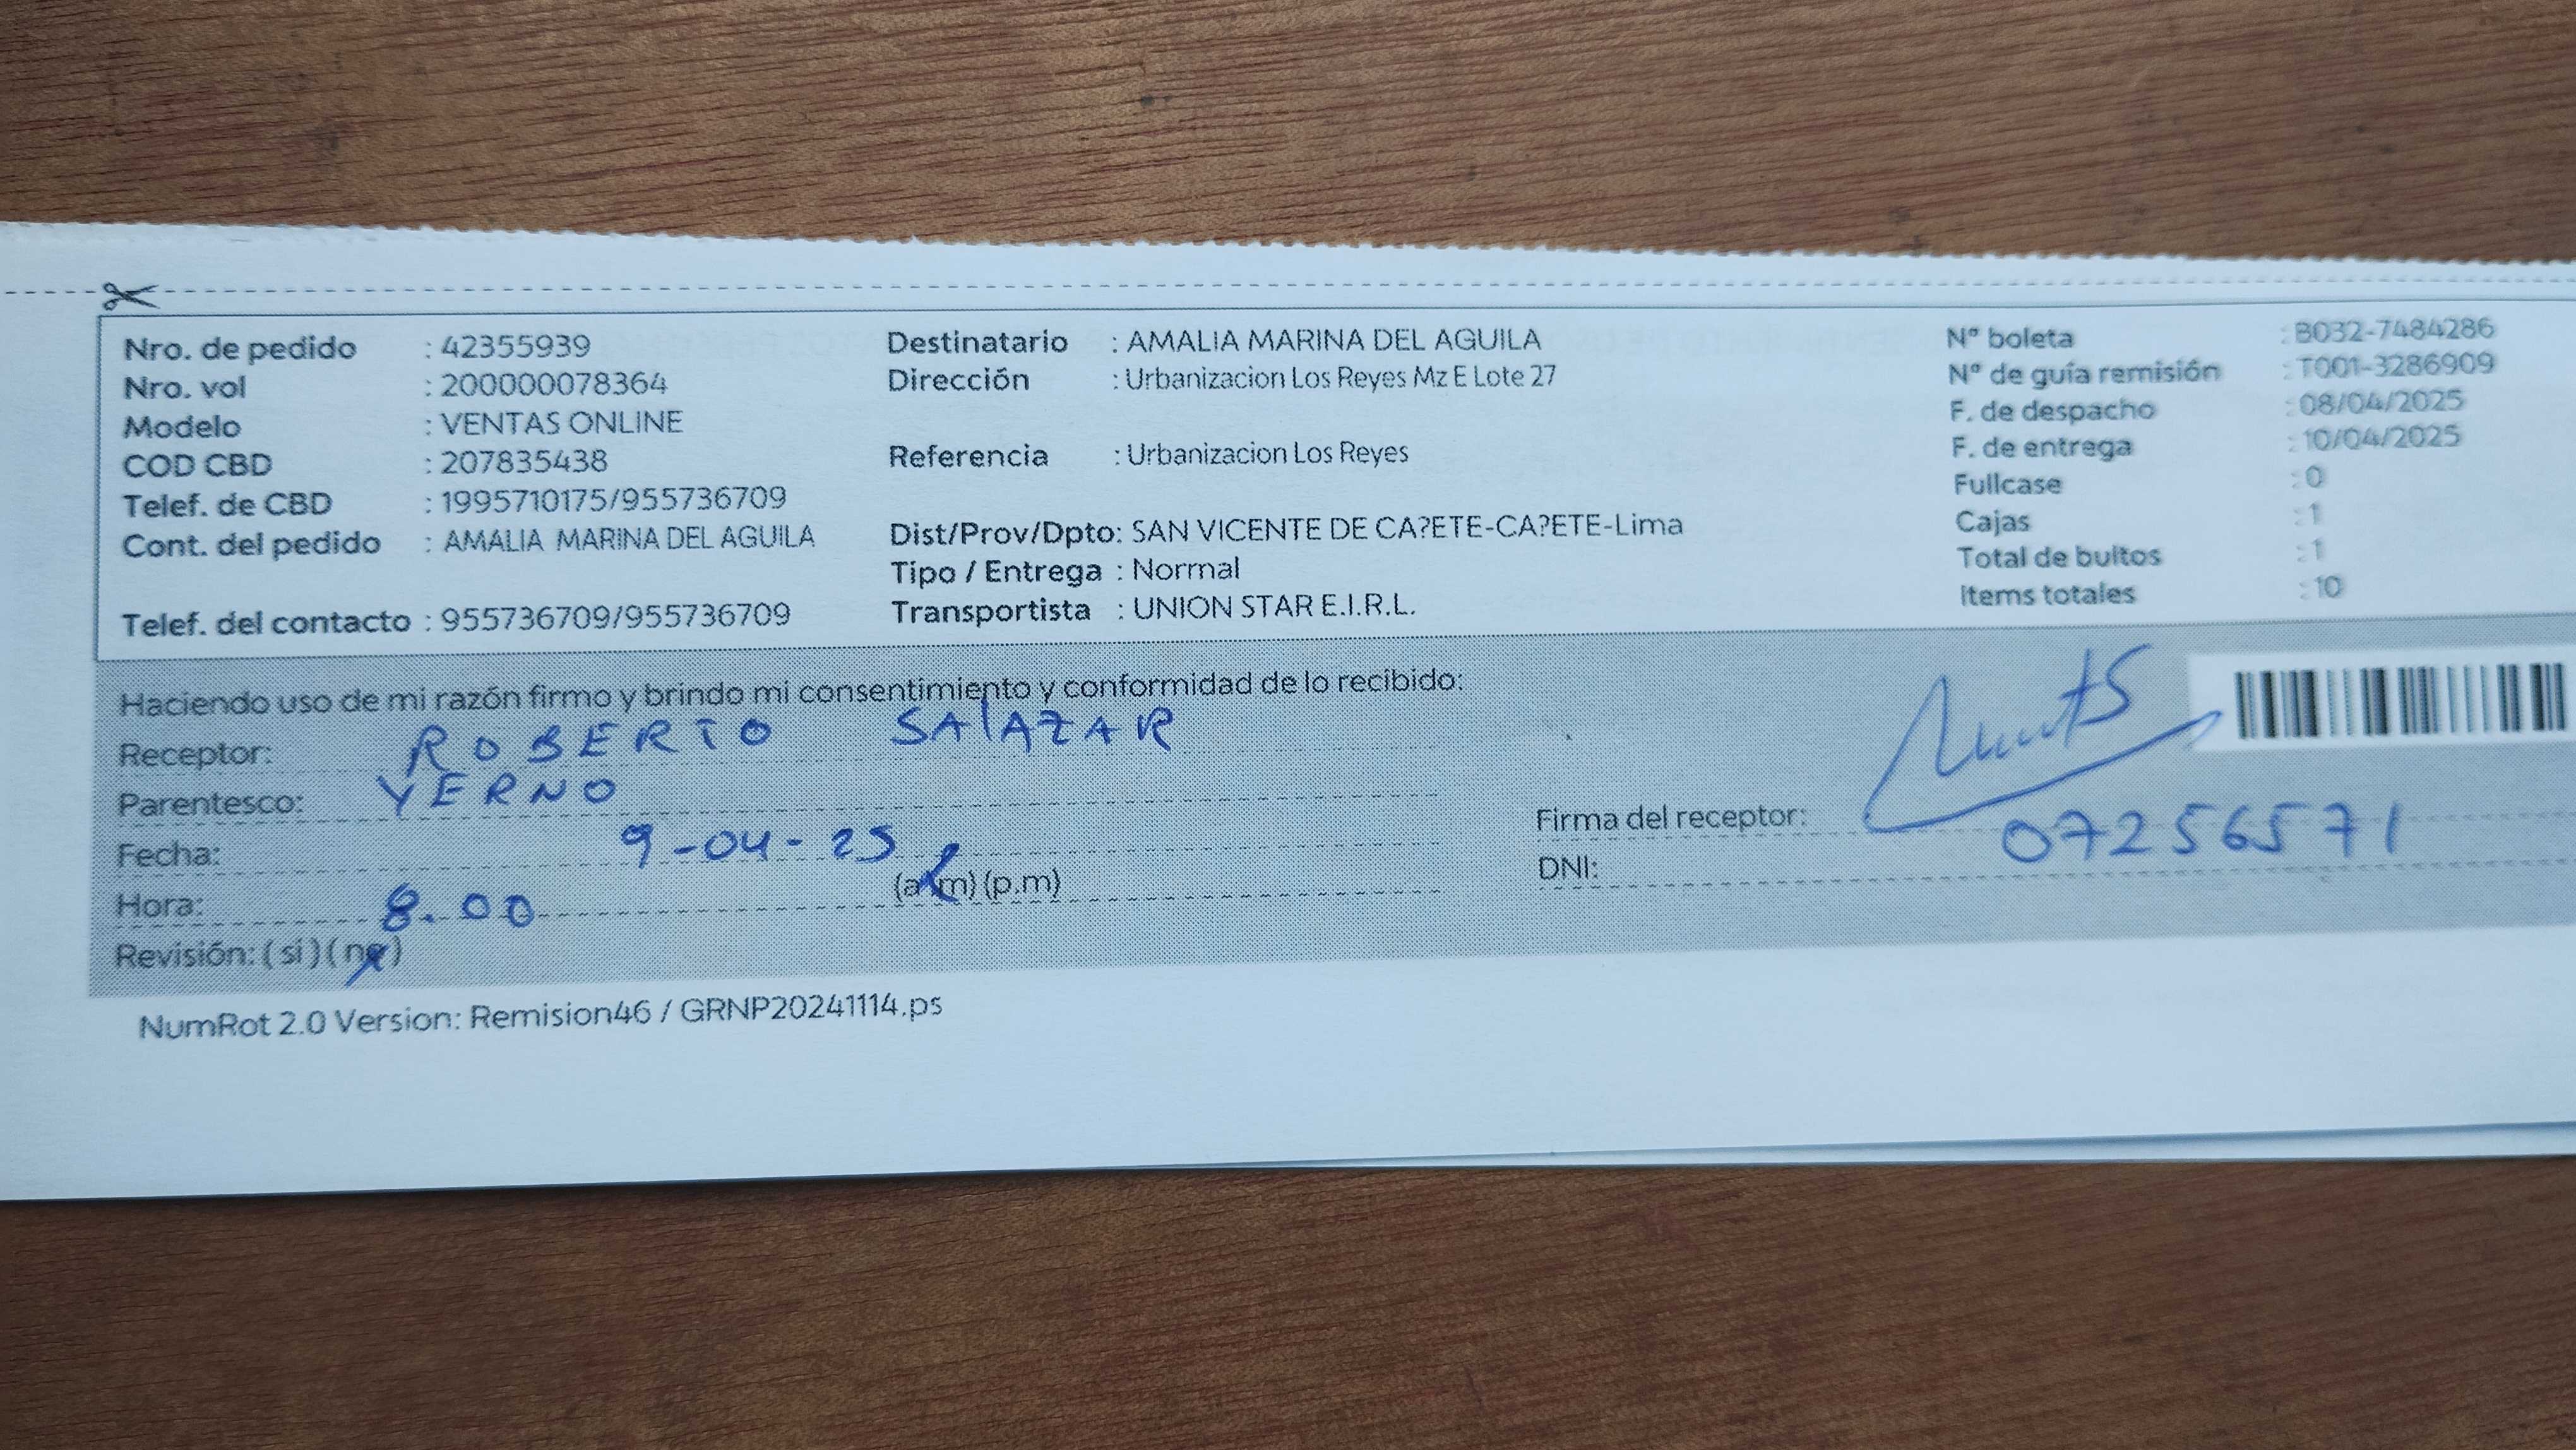 Nro. de pedido : 42355939
Nro. vol : 200000078364
Modelo : VENTAS ONLINE
COD CBD : 207835438
Telef. de CBD : 1995710175/955736709
Cont. del pedido : AMALIA MARINA DEL AGUILA
Telef. del contacto : 955736709/955736709
Destinatario : AMALIA MARINA DEL AGUILA
Dirección : Urbanizacion Los Reyes Mz E Lote 27
Referencia : Urbanizacion Los Reyes
Dist/Prov/Dpto: SAN VICENTE DE CA?ETE-CA?ETE-Lima
Tipo / Entrega : Normal
Transportista : UNION STAR E.I.R.L.
Nº boleta : B032-7484286
Nº de guía remisión : T001-3286909
F. de despacho : 08/04/2025
F. de entrega : 10/04/2025
Fullcase : 0
Cajas : 1
Total de bultos : 1
Items totales : 10
Haciendo uso de mi razón firmo y brindo mi consentimiento y conformidad de lo recibido:
Receptor: ROBERTO SAlAZAR
Parentesco: YERNO
Fecha: 9-04-25
Hora: 8.00 (a.m) (p.m)
Revisión: ( si ) ( no )
Firma del receptor:
DNI: 07256571
NumRot 2.0 Version: Remision46 / GRNP20241114.ps